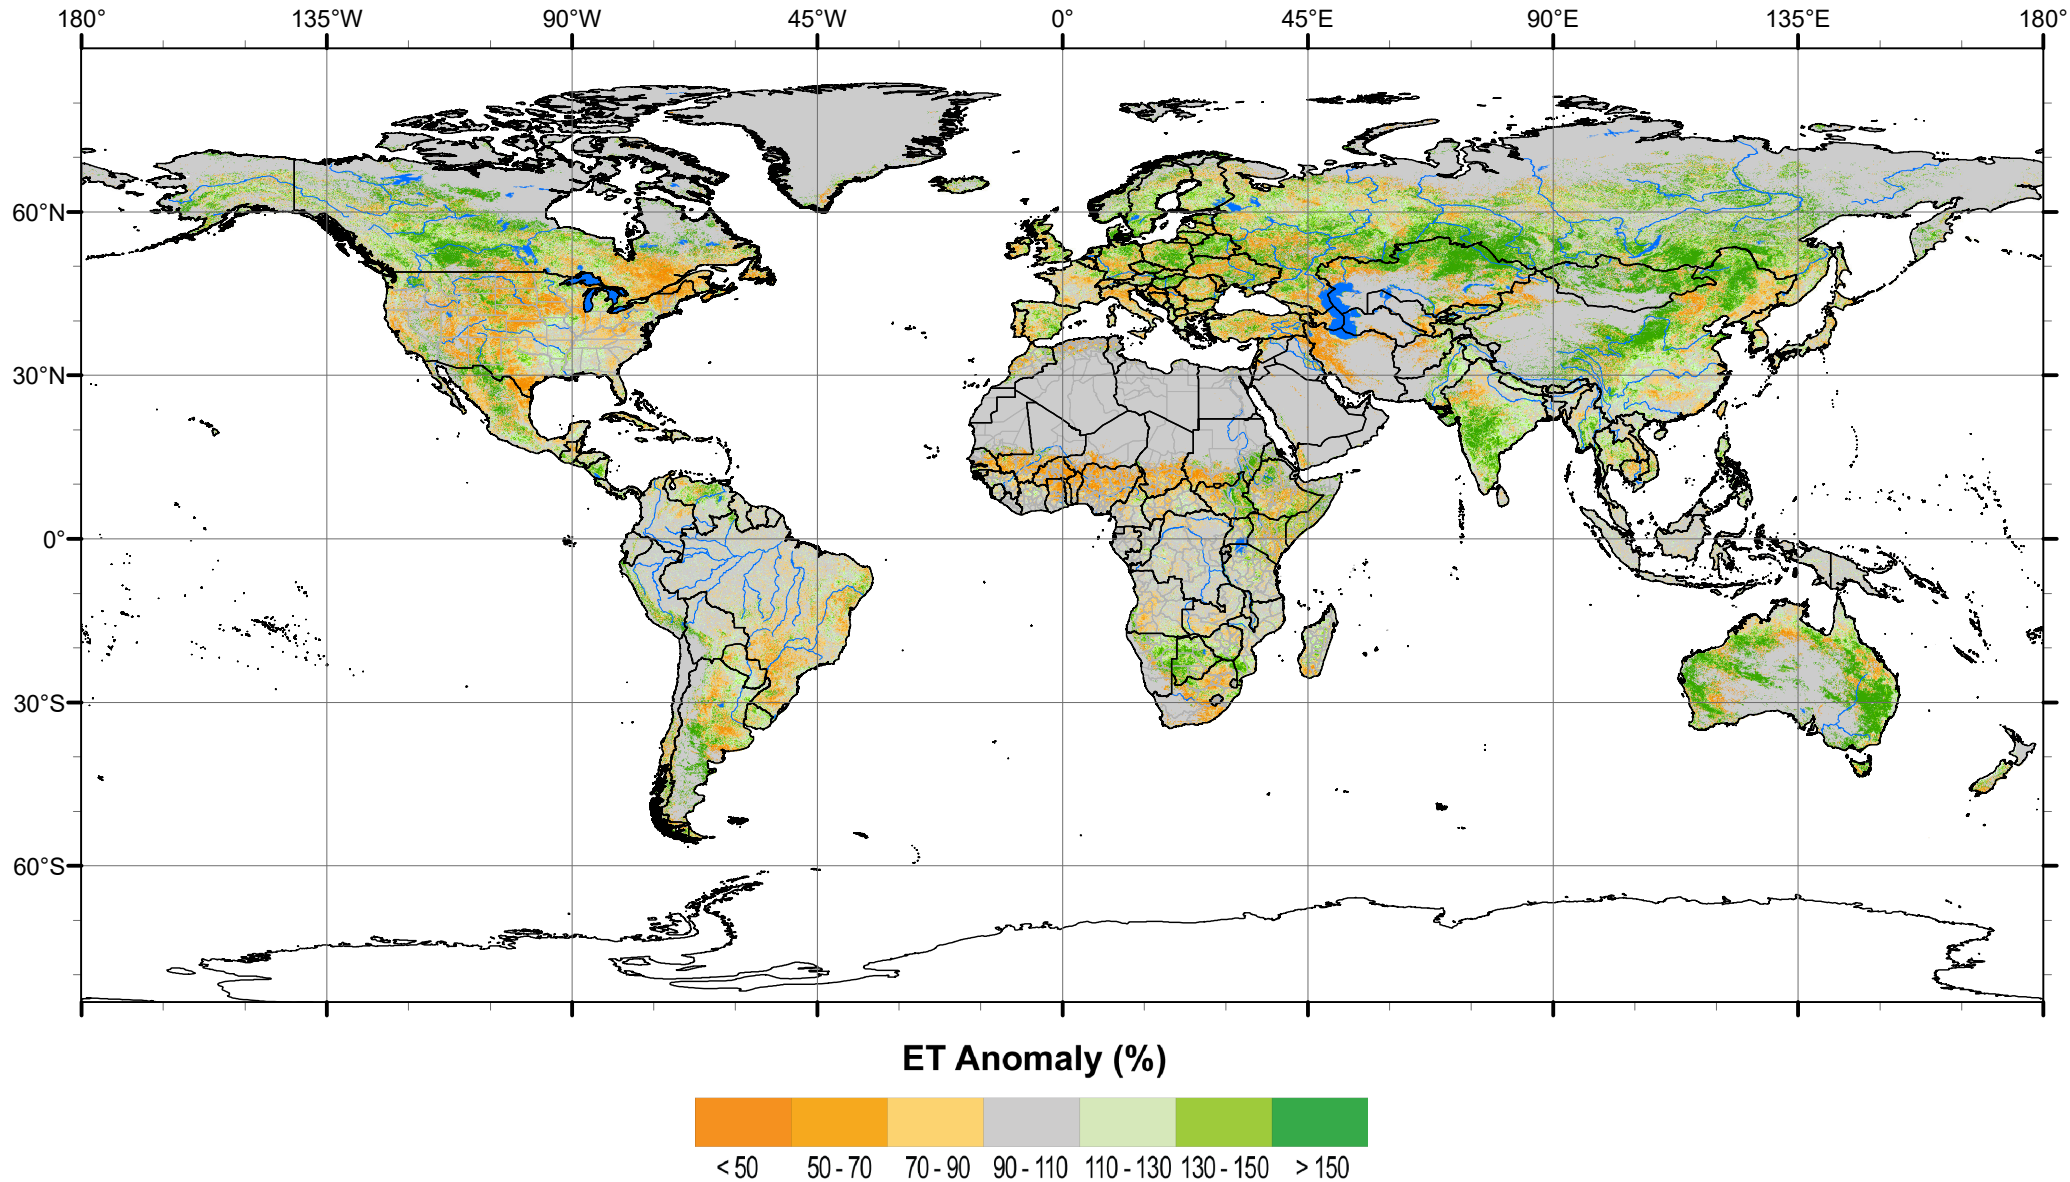 180° 135°W 90°W 45°W 0° 45°E 90°E 135°E 180°
60°N
30°N
0°
30°S
60°S
ET Anomaly (%)
< 50 50 - 70 70 - 90 90 - 110 110 - 130 130 - 150 > 150